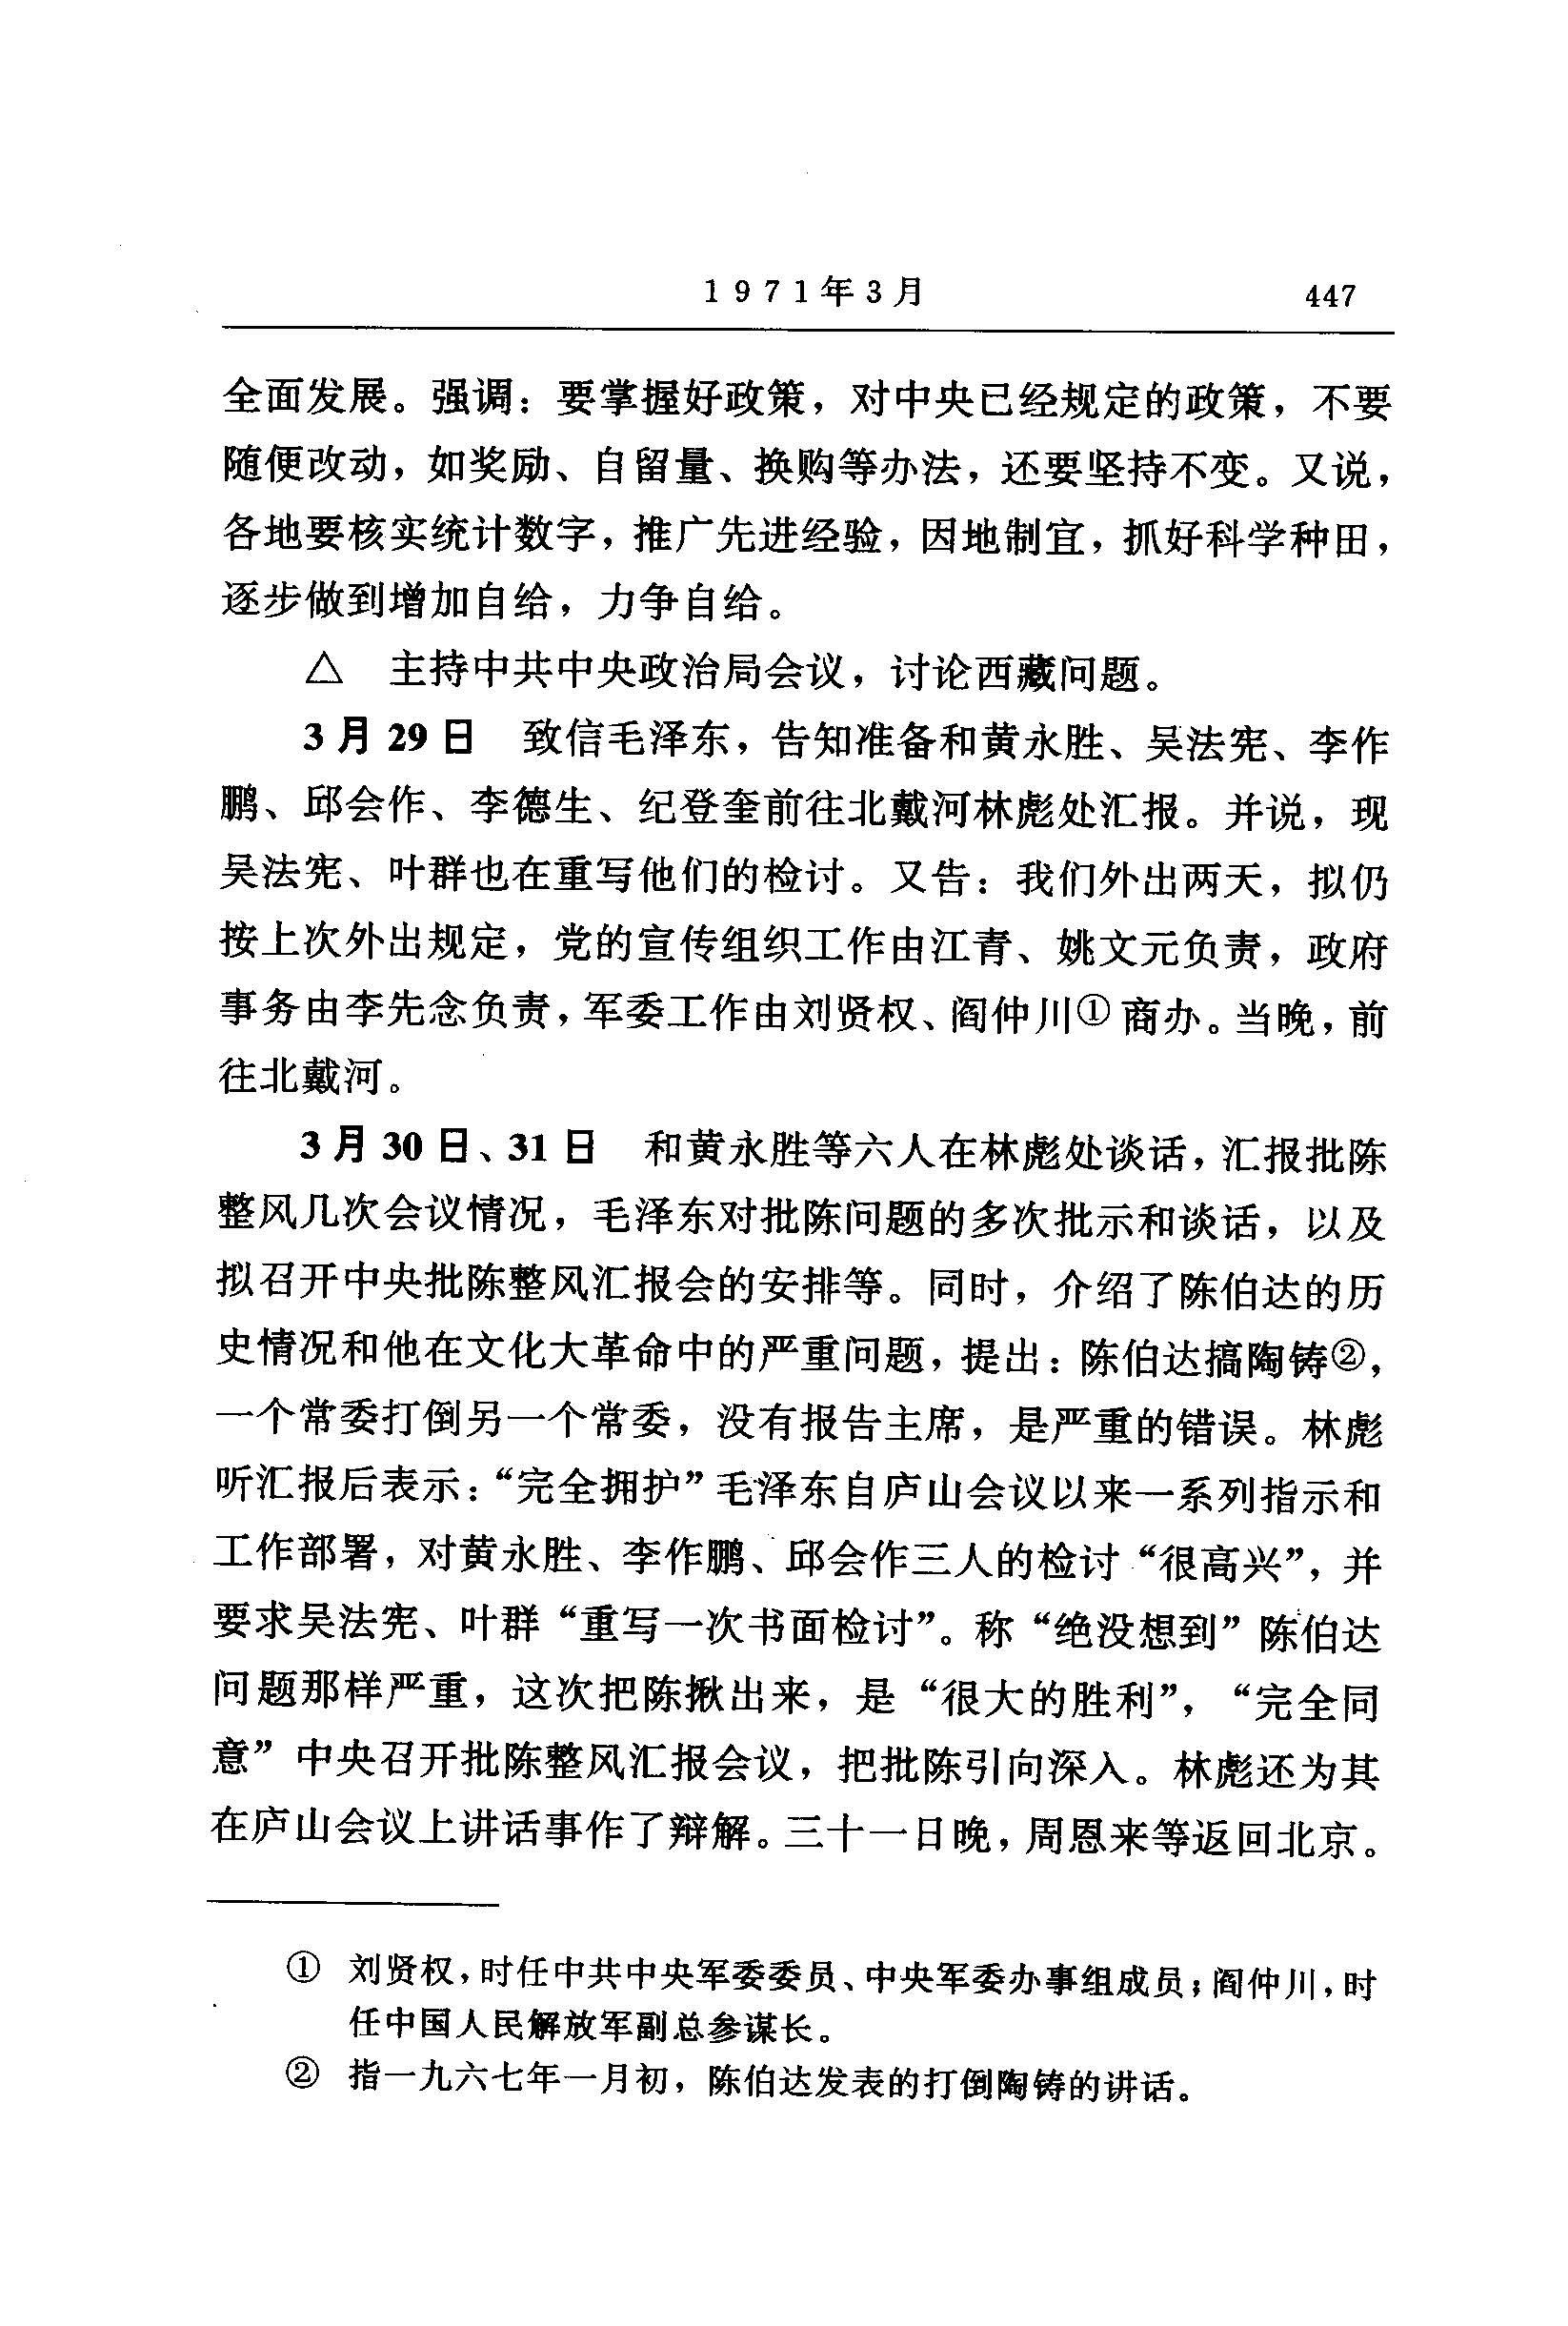 1971年3月 447
全面发展。强调：要掌握好政策，对中央已经规定的政策，不要
随便改动，如奖励、自留量、换购等办法，还要坚持不变。又说，
各地要核实统计数字，推广先进经验，因地制宜，抓好科学种田，
逐步做到增加自给，力争自给。
△ 主持中共中央政治局会议，讨论西藏问题。
3月29日 致信毛泽东，告知准备和黄永胜、吴法宪、李作
鹏、邱会作、李德生、纪登奎前往北戴河林彪处汇报。并说，现
吴法宪、叶群也在重写他们的检讨。又告：我们外出两天，拟仍
按上次外出规定，党的宣传组织工作由江青、姚文元负责，政府
事务由李先念负责，军委工作由刘贤权、阎仲川①商办。当晚，前
往北戴河。
3月30日、31日 和黄永胜等六人在林彪处谈话，汇报批陈
整风几次会议情况，毛泽东对批陈问题的多次批示和谈话，以及
拟召开中央批陈整风汇报会的安排等。同时，介绍了陈伯达的历
史情况和他在文化大革命中的严重问题，提出：陈伯达搞陶铸②，
一个常委打倒另一个常委，没有报告主席，是严重的错误。林彪
听汇报后表示：“完全拥护”毛泽东自庐山会议以来一系列指示和
工作部署，对黄永胜、李作鹏、邱会作三人的检讨“很高兴”，并
要求吴法宪、叶群“重写一次书面检讨”。称“绝没想到”陈伯达
问题那样严重，这次把陈揪出来，是“很大的胜利”，“完全同
意”中央召开批陈整风汇报会议，把批陈引向深入。林彪还为其
在庐山会议上讲话事作了辩解。三十一日晚，周恩来等返回北京。
① 刘贤权，时任中共中央军委委员、中央军委办事组成员；阎仲川，时
任中国人民解放军副总参谋长。
② 指一九六七年一月初，陈伯达发表的打倒陶铸的讲话。